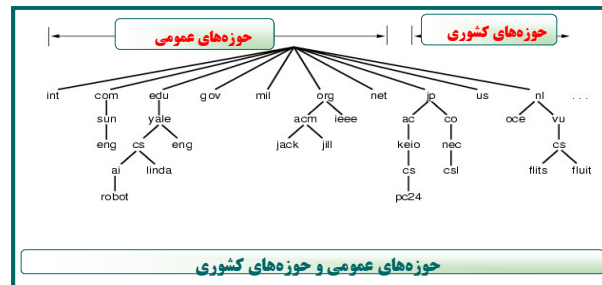 حوزه‌های عمومی حوزه‌های کشوری
int com edu gov mil org net jp us nl ...
sun yale acm ieee ac co oce vu
eng cs eng jack jill keio nec cs
ai linda cs csl flits fluit
robot pc24
حوزه‌های عمومی و حوزه‌های کشوری